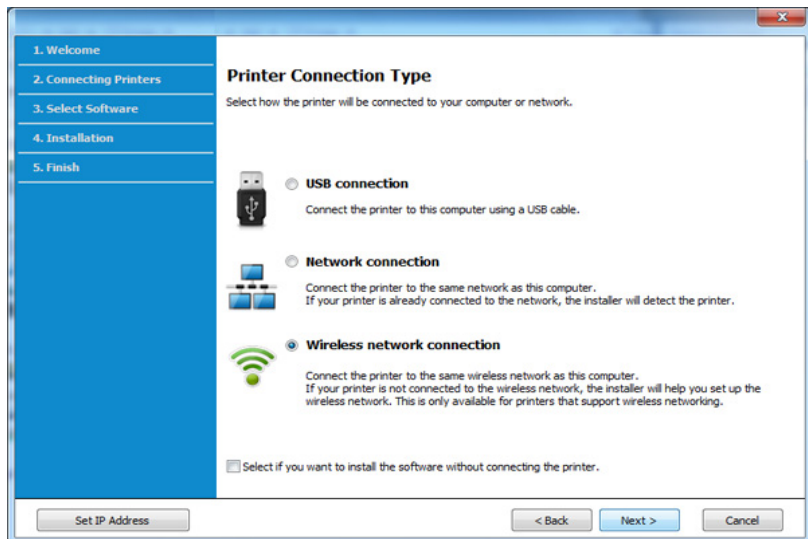 1. Welcome
2. Connecting Printers
3. Select Software
4. Installation
5. Finish
Printer Connection Type
Select how the printer will be connected to your computer or network.
USB connection
Connect the printer to this computer using a USB cable.
Network connection
Connect the printer to the same network as this computer.
If your printer is already connected to the network, the installer will detect the printer.
Wireless network connection
Connect the printer to the same wireless network as this computer.
If your printer is not connected to the wireless network, the installer will help you set up the
wireless network. This is only available for printers that support wireless networking.
Select if you want to install the software without connecting the printer.
Set IP Address
< Back
Next >
Cancel